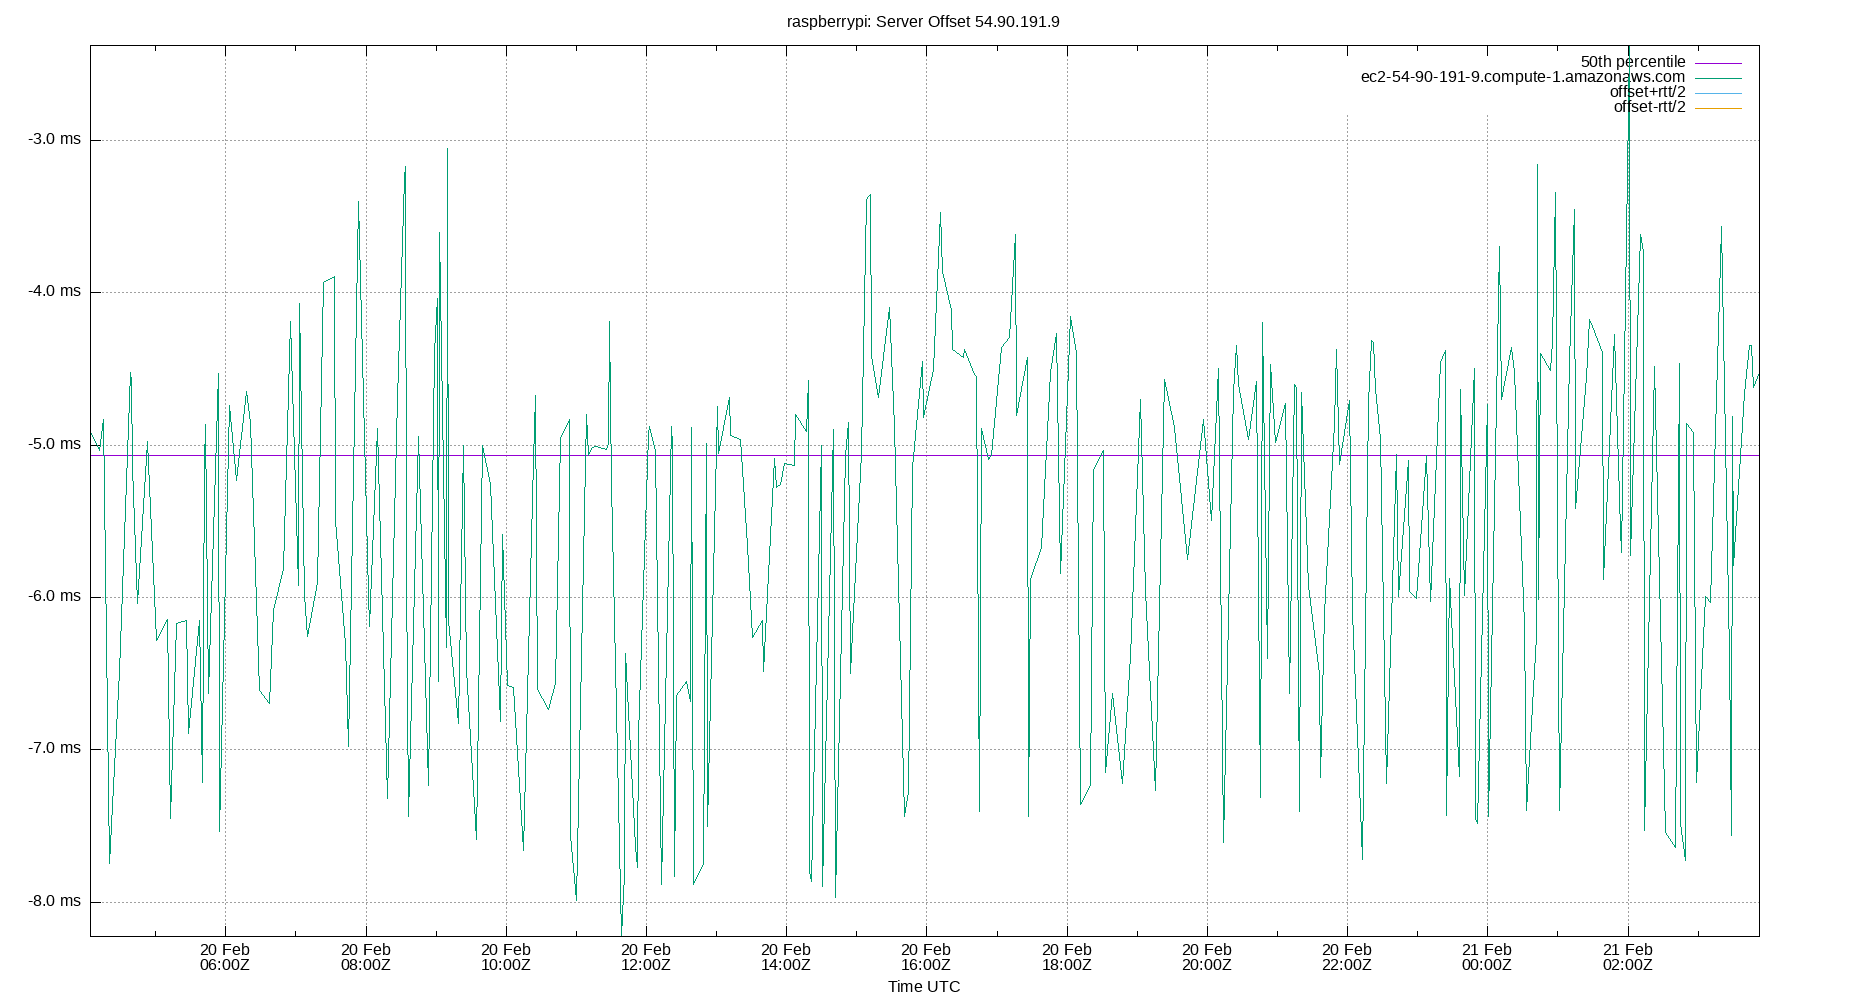 raspberrypi: Server Offset 54.90.191.9
50th percentile
ec2-54-90-191-9.compute-1.amazonaws.com
offset+rtt/2
offset-rtt/2
-3.0 ms
-4.0 ms
-5.0 ms
-6.0 ms
-7.0 ms
-8.0 ms
20 Feb 20 Feb 20 Feb 20 Feb 20 Feb 20 Feb 20 Feb 20 Feb 20 Feb 21 Feb 21 Feb
06:00Z 08:00Z 10:00Z 12:00Z 14:00Z 16:00Z 18:00Z 20:00Z 22:00Z 00:00Z 02:00Z
Time UTC